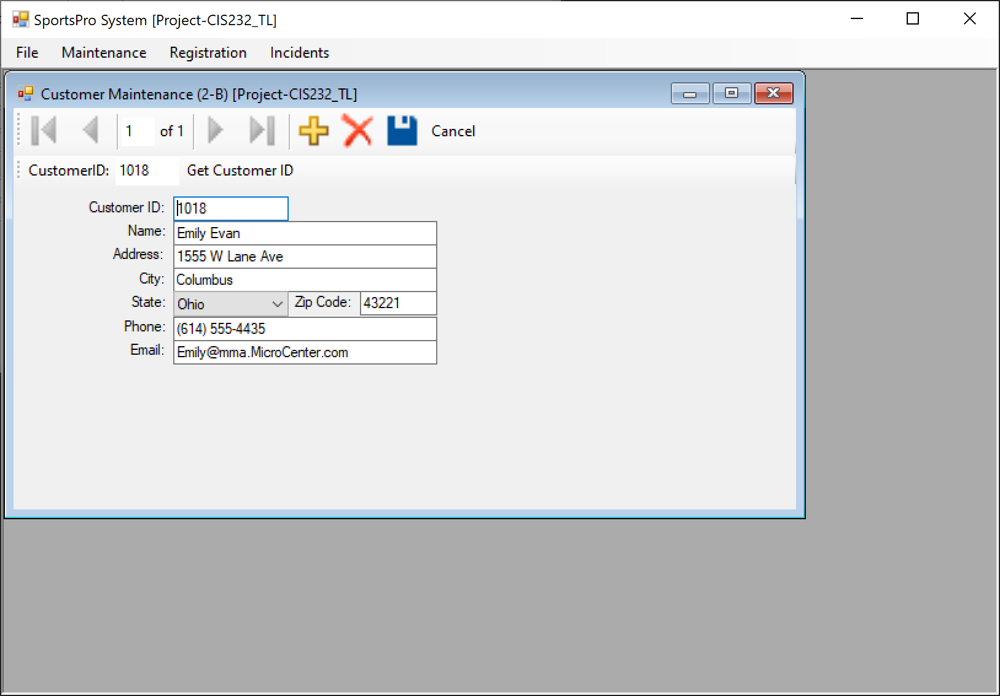 SportsPro System [Project-CIS232_TL]
File Maintenance Registration Incidents
Customer Maintenance (2-B) [Project-CIS232_TL]
1 of 1 Cancel
CustomerID: 1018 Get Customer ID
Customer ID: 1018
Name: Emily Evan
Address: 1555 W Lane Ave
City: Columbus
State: Ohio Zip Code: 43221
Phone: (614) 555-4435
Email: Emily@mma.MicroCenter.com